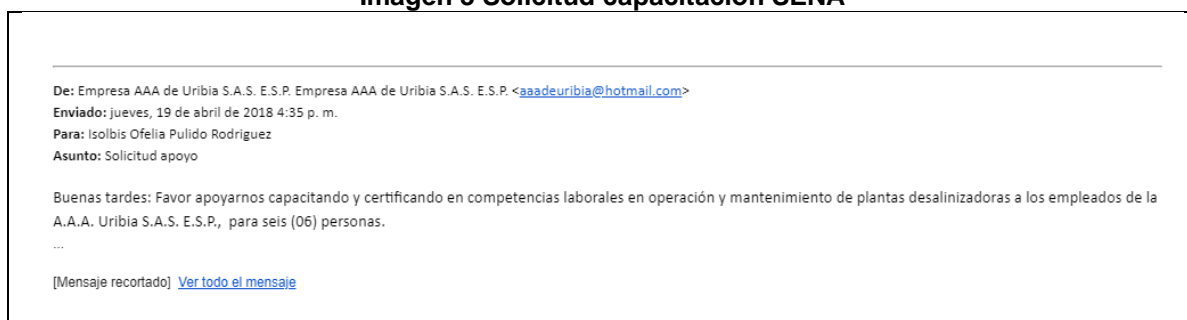 Imagen 5 Solicitud capacitación SENA
De: Empresa AAA de Uribia S.A.S. E.S.P. Empresa AAA de Uribia S.A.S. E.S.P. <aaadeuribia@hotmail.com>
Enviado: jueves, 19 de abril de 2018 4:35 p. m.
Para: Isolbis Ofelia Pulido Rodriguez
Asunto: Solicitud apoyo
Buenas tardes: Favor apoyarnos capacitando y certificando en competencias laborales en operación y mantenimiento de plantas desalinizadoras a los empleados de la
A.A.A. Uribia S.A.S. E.S.P., para seis (06) personas.
...
[Mensaje recortado] Ver todo el mensaje